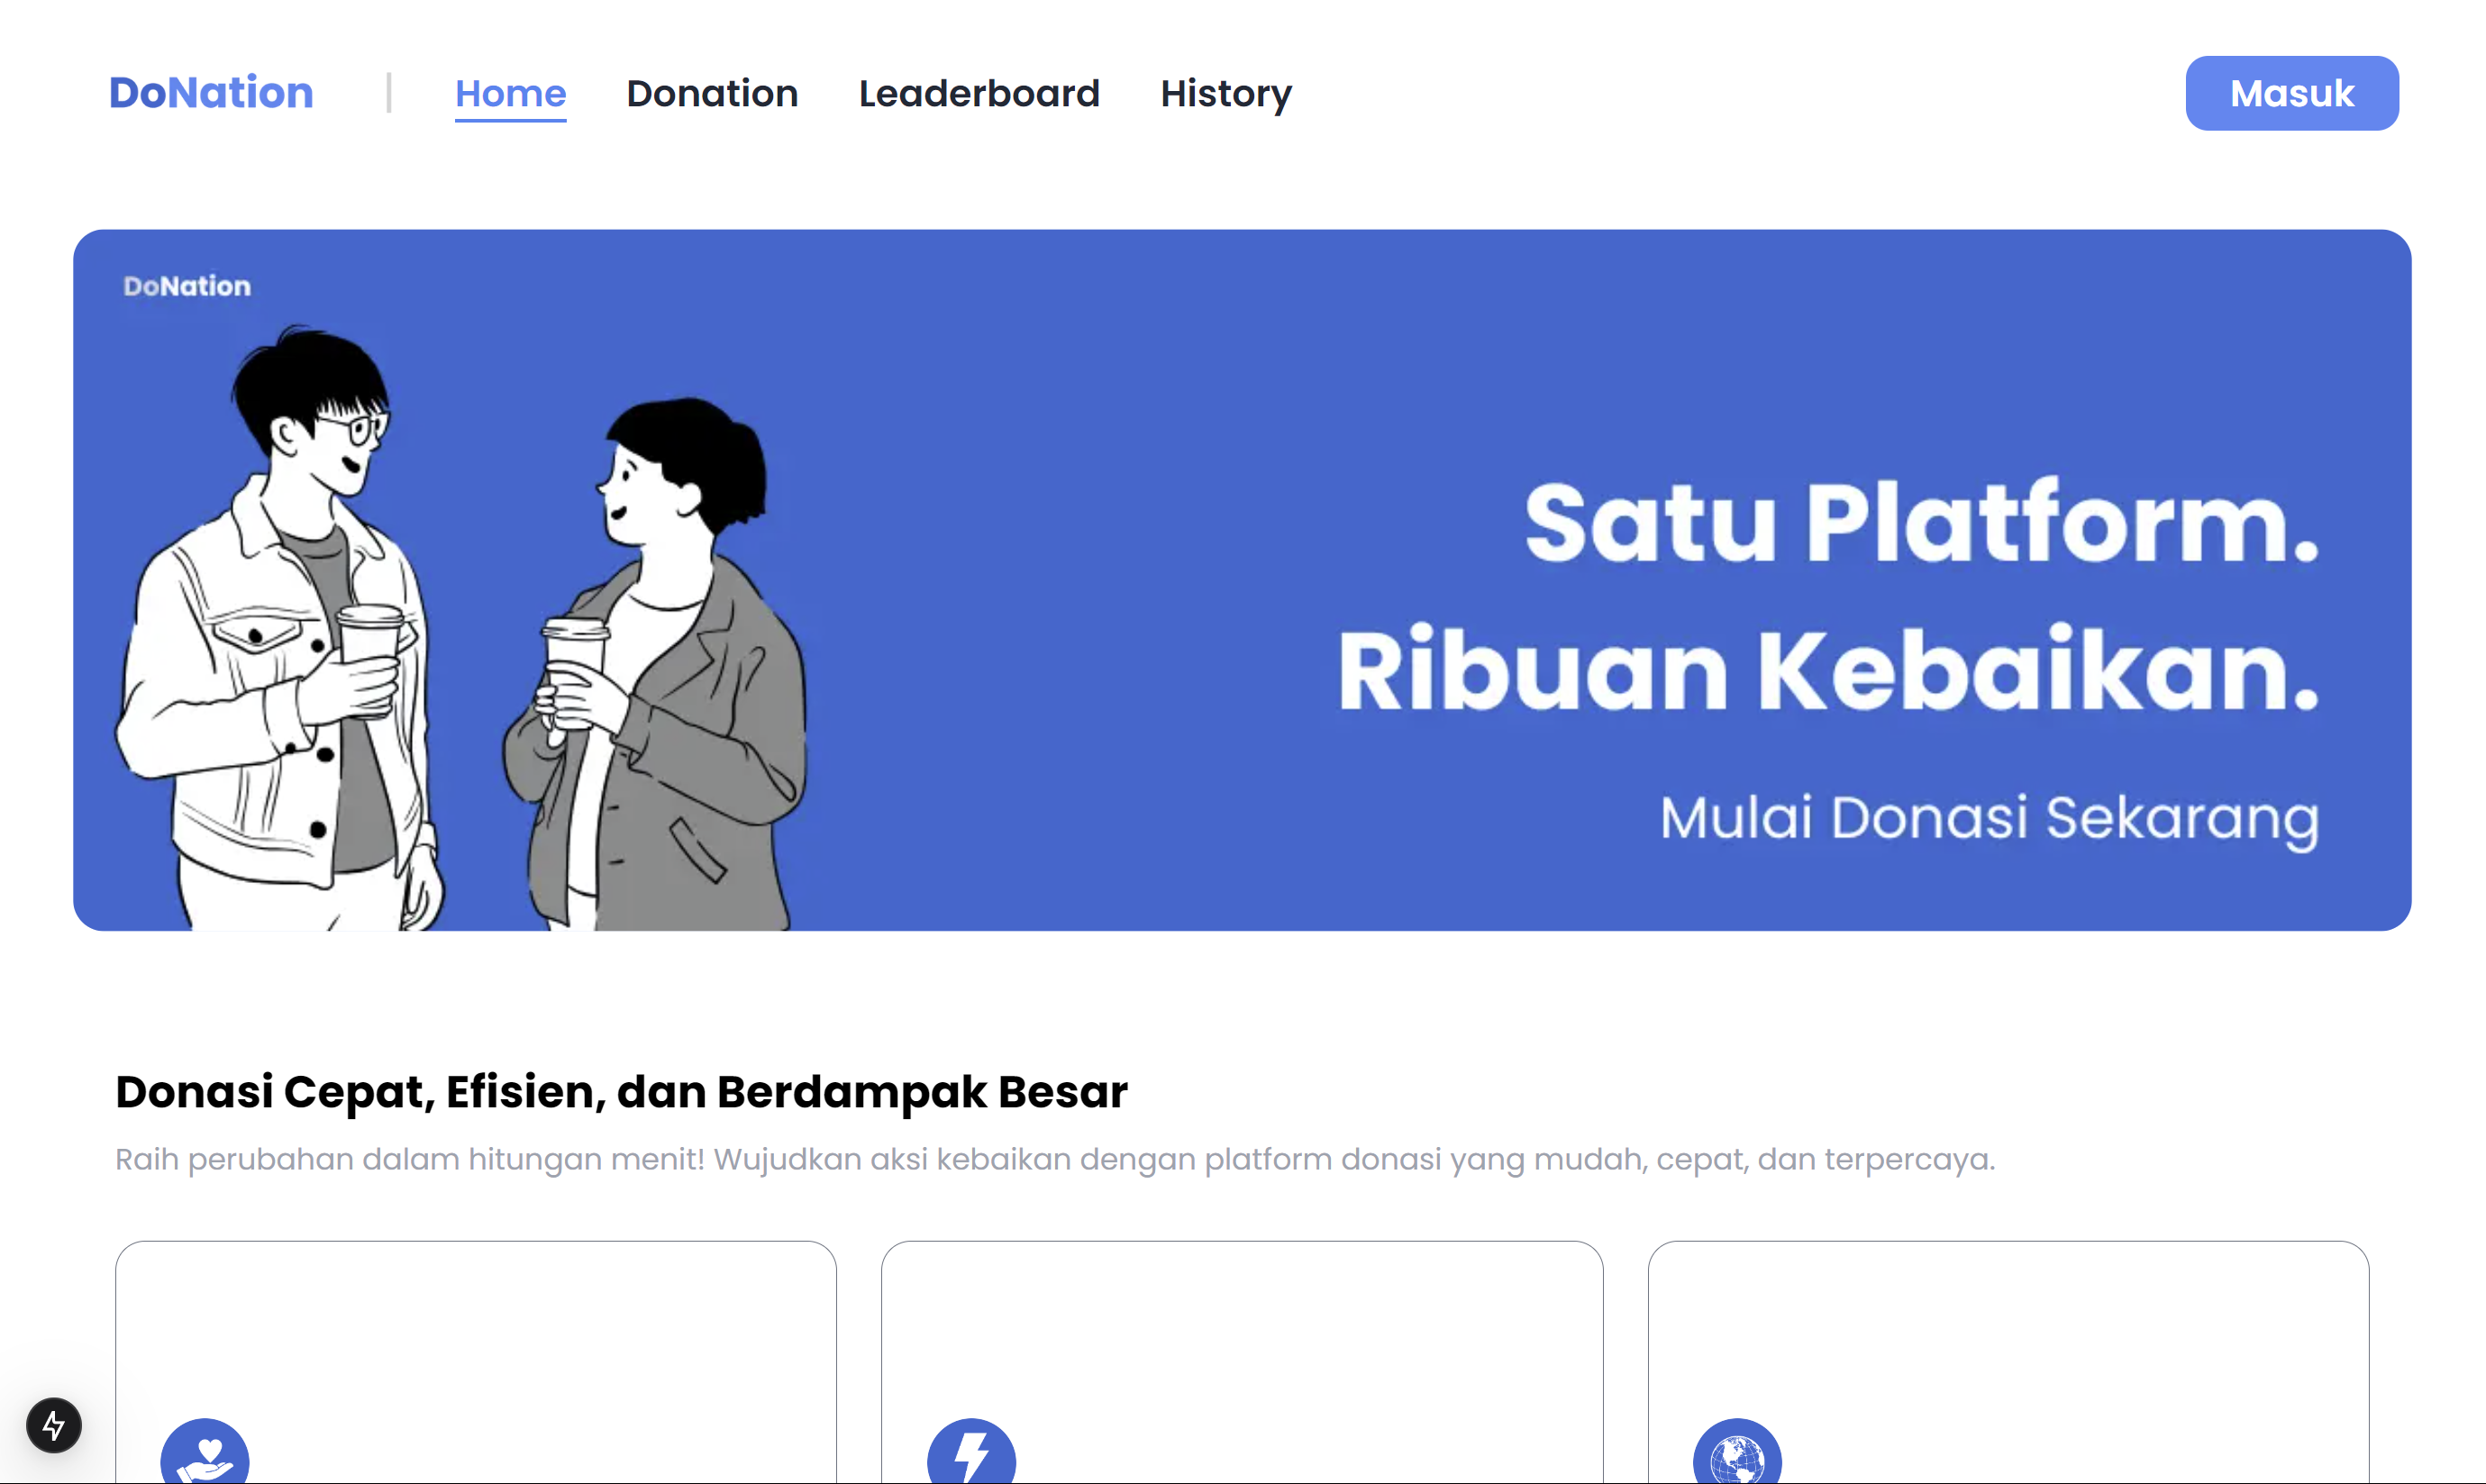 DoNation | Home Donation Leaderboard History Masuk
DoNation
Satu Platform.
Ribuan Kebaikan.
Mulai Donasi Sekarang
Donasi Cepat, Efisien, dan Berdampak Besar
Raih perubahan dalam hitungan menit! Wujudkan aksi kebaikan dengan platform donasi yang mudah, cepat, dan terpercaya.